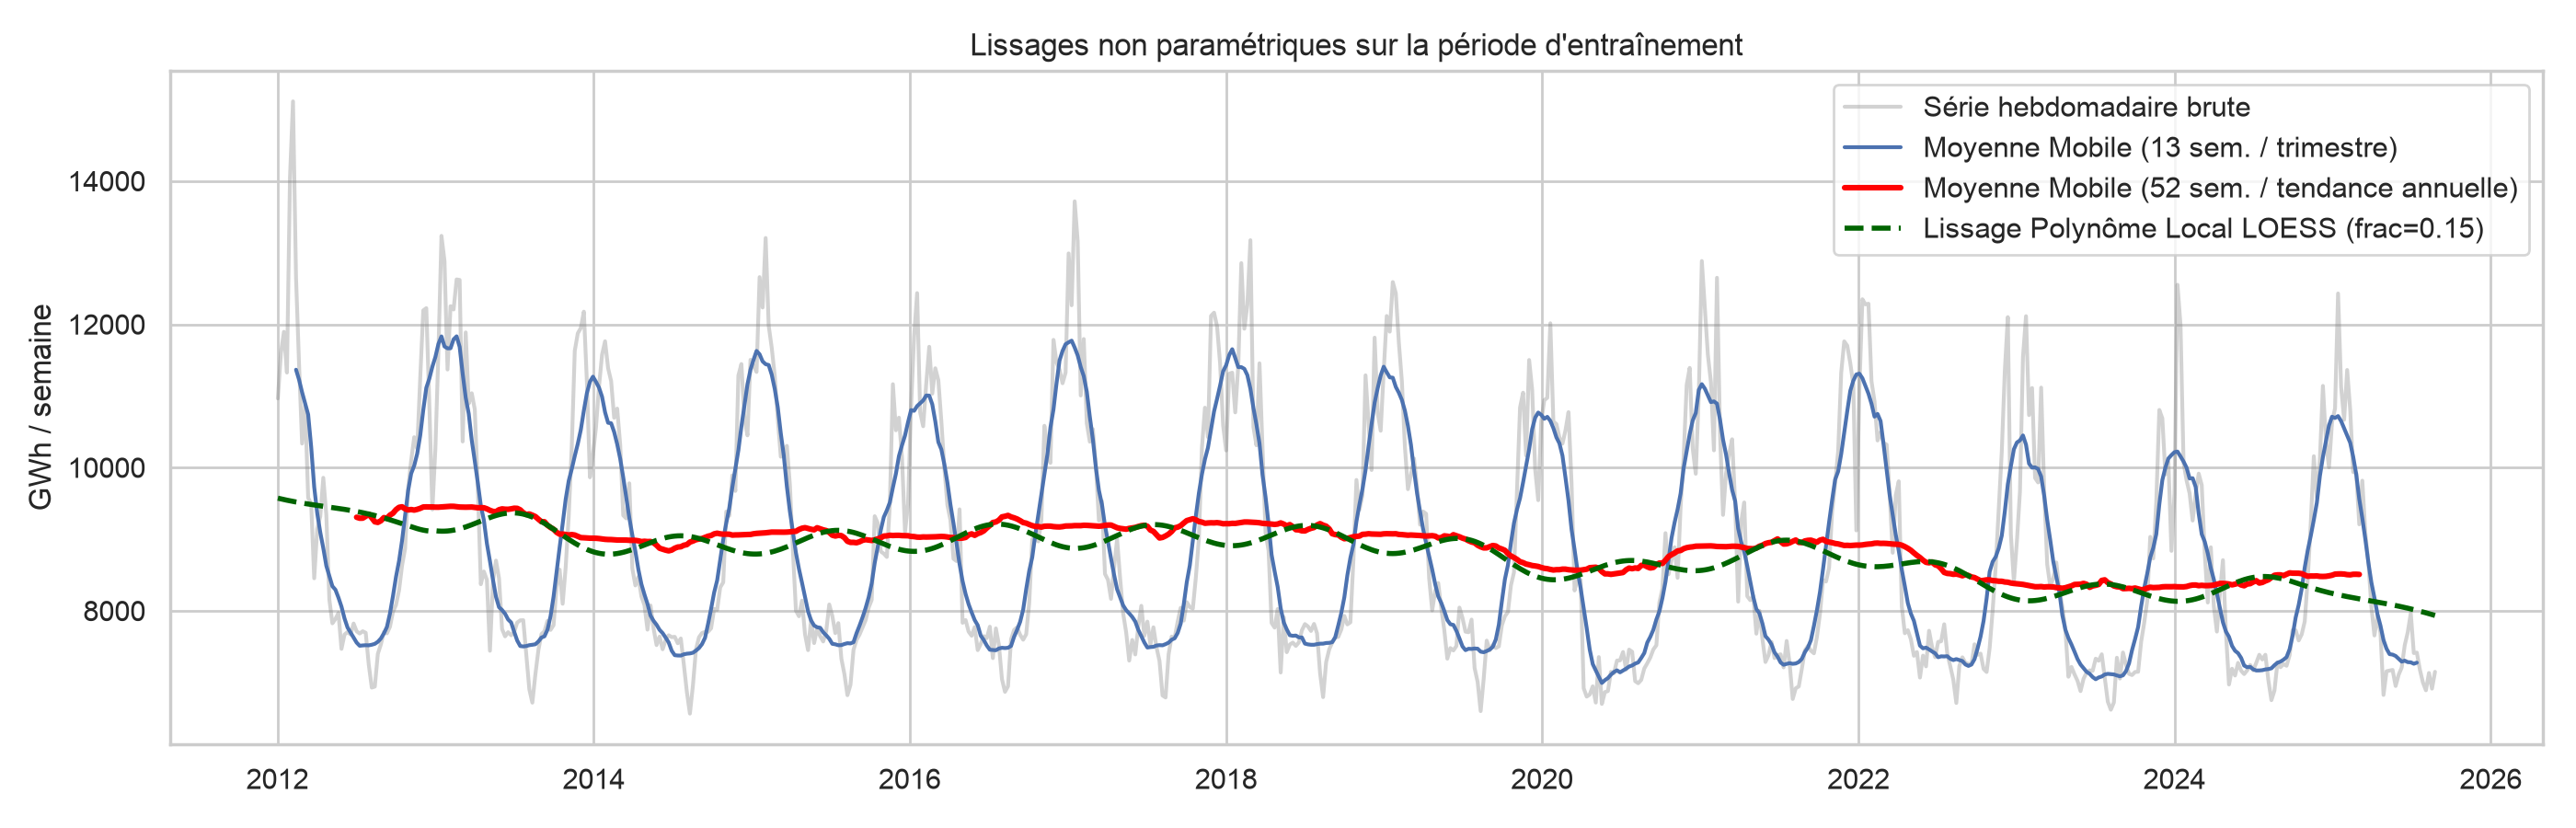 Lissages non paramétriques sur la période d'entraînement
Série hebdomadaire brute
Moyenne Mobile (13 sem. / trimestre)
Moyenne Mobile (52 sem. / tendance annuelle)
Lissage Polynôme Local LOESS (frac=0.15)
GWh / semaine
14000
12000
10000
8000
2012 2014 2016 2018 2020 2022 2024 2026